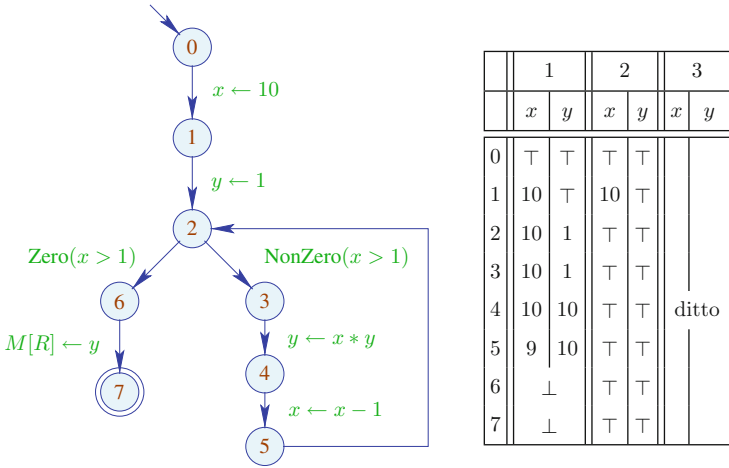 0
x ← 10
1
y ← 1
2
Zero(x > 1)
NonZero(x > 1)
6
3
M[R] ← y
y ← x * y
7
4
x ← x − 1
5
1 2 3
x y x y x y
0 ⊤ ⊤ ⊤ ⊤
1 10 ⊤ 10 ⊤
2 10 1 ⊤ ⊤
3 10 1 ⊤ ⊤
4 10 10 ⊤ ⊤ ditto
5 9 10 ⊤ ⊤
6 ⊥ ⊤ ⊤
7 ⊥ ⊤ ⊤